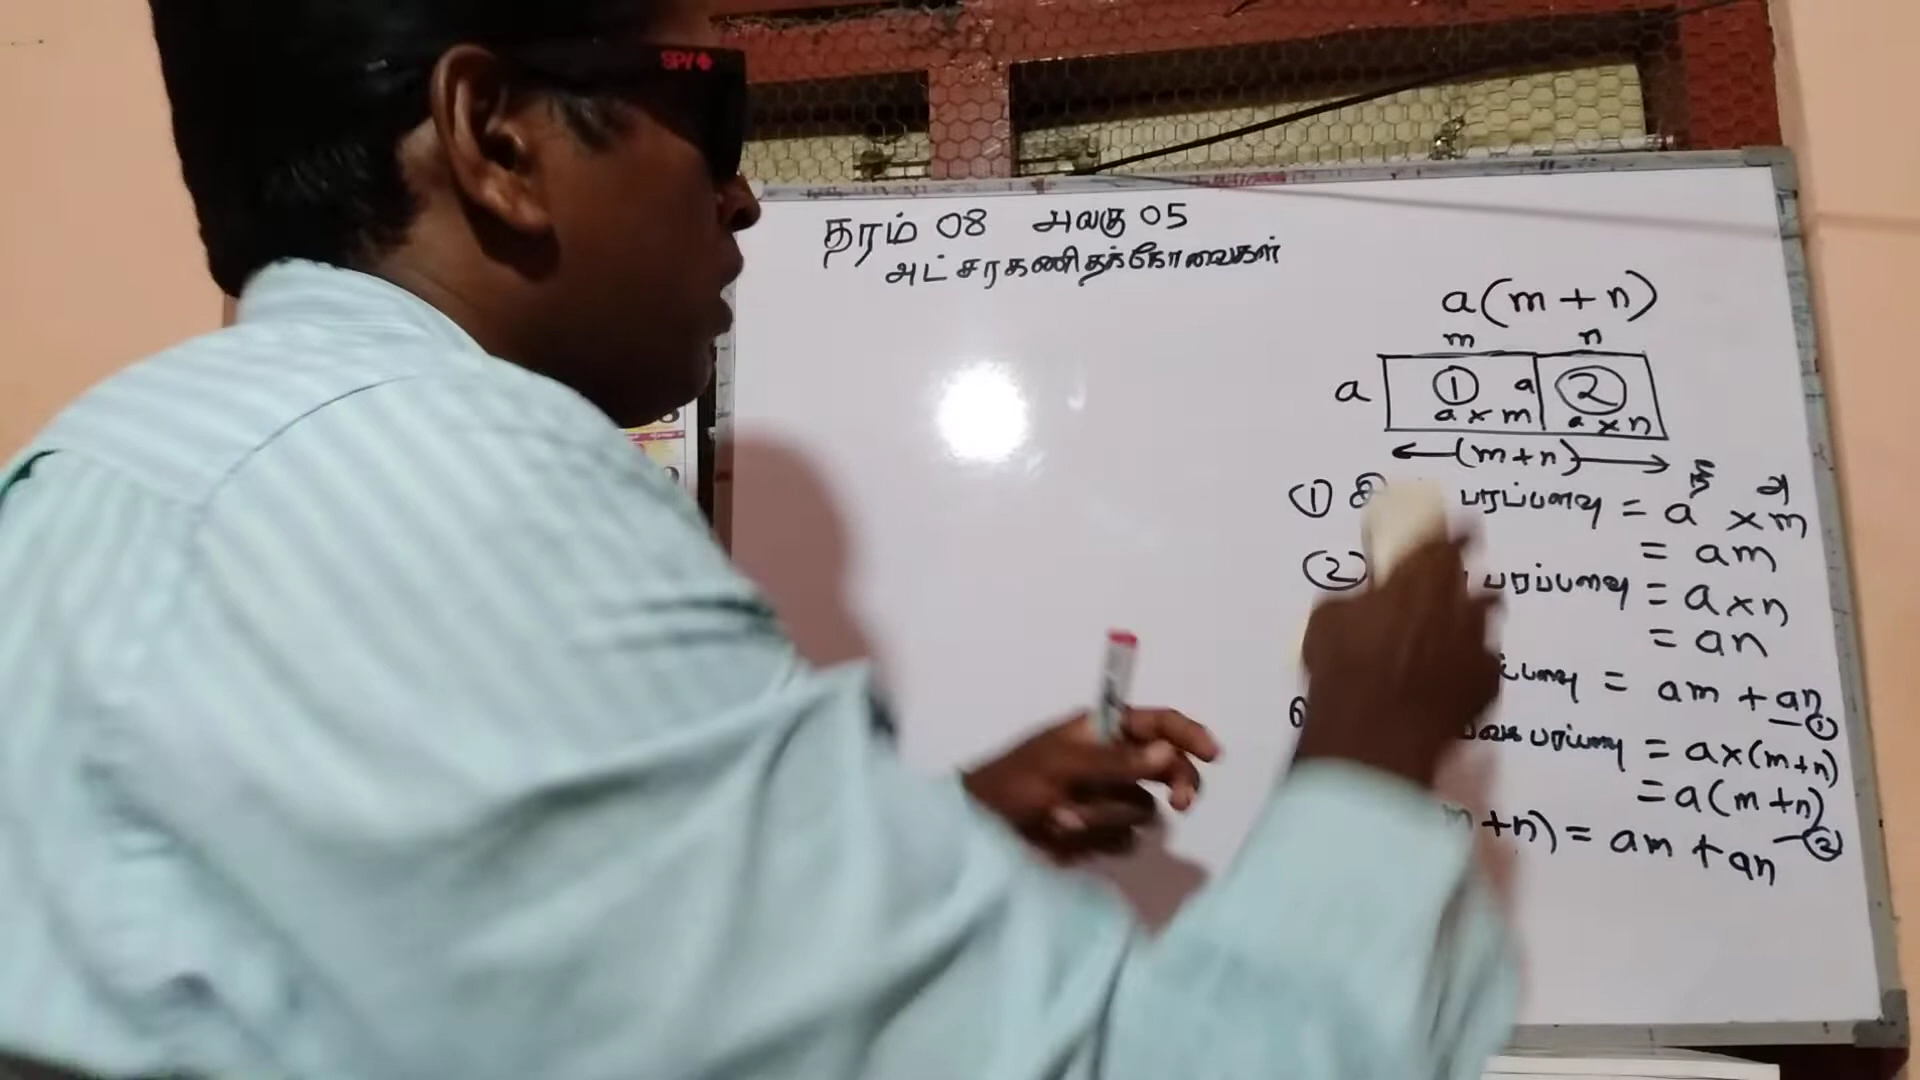 SPY+
தரம் 08 அலகு 05
அட்சரகணிதக்கோவைகள்
a(m+n)
m n
a ① a ②
a×m a×n
(m+n)
நீ அ
① பரப்பளவு = a × m
= am
② பரப்பளவு = a×n
= an
= am + an
— ①
= a×(m+n)
= a(m+n)
— ②
m+n) = am + an